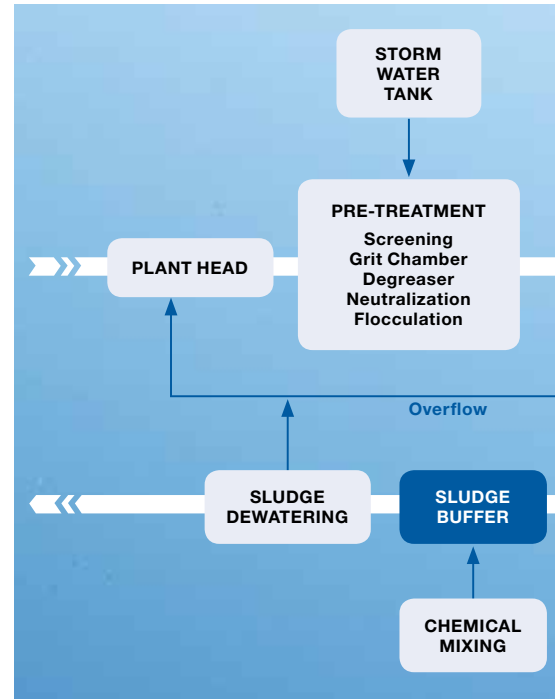 STORM
WATER
TANK
PRE-TREATMENT
Screening
Grit Chamber
Degreaser
Neutralization
Flocculation
PLANT HEAD
Overflow
SLUDGE
DEWATERING
SLUDGE
BUFFER
CHEMICAL
MIXING